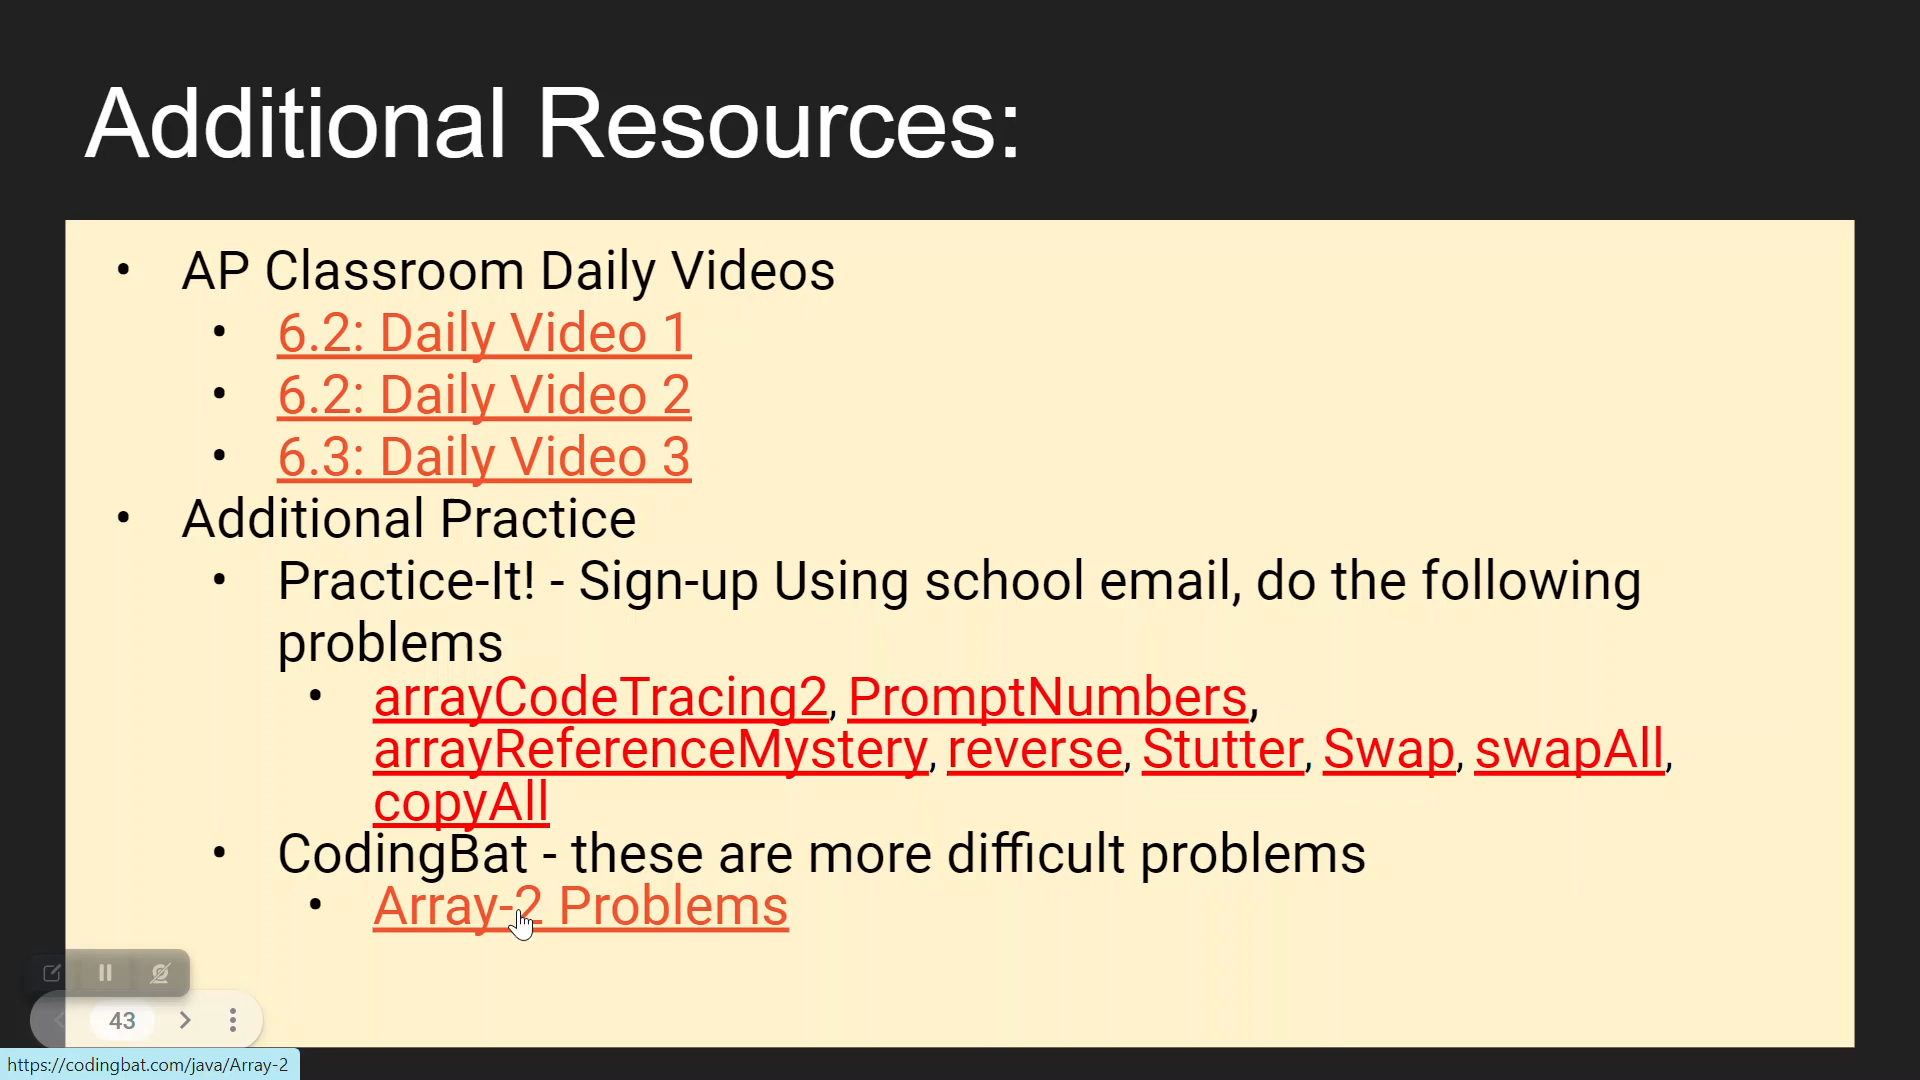 Additional Resources:
• AP Classroom Daily Videos
• 6.2: Daily Video 1
• 6.2: Daily Video 2
• 6.3: Daily Video 3
• Additional Practice
• Practice-It! - Sign-up Using school email, do the following
problems
• arrayCodeTracing2, PromptNumbers,
arrayReferenceMystery, reverse, Stutter, Swap, swapAll,
copyAll
• CodingBat - these are more difficult problems
• Array-2 Problems
43
https://codingbat.com/java/Array-2